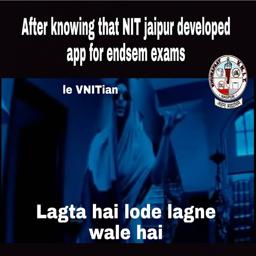 After knowing that NIT jaipur developed
app for endsem exams
le VNITian
Lagta hai lode lagne
wale hai